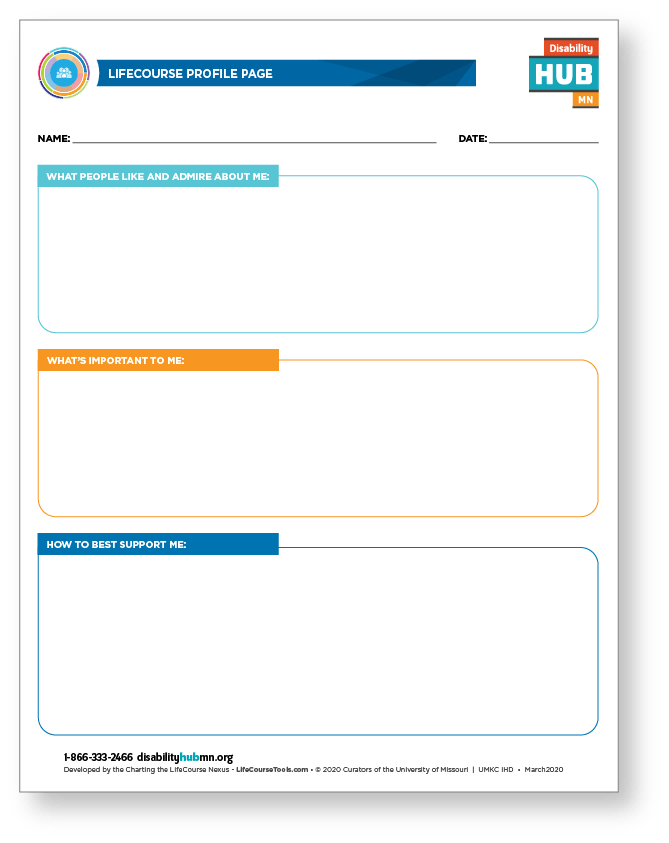 LIFECOURSE PROFILE PAGE
Disability
HUB
MN
NAME:
DATE:
WHAT PEOPLE LIKE AND ADMIRE ABOUT ME:
WHAT'S IMPORTANT TO ME:
HOW TO BEST SUPPORT ME:
1-866-333-2466 disabilityhubmn.org
Developed by the Charting the LifeCourse Nexus - LifeCourseTools.com • © 2020 Curators of the University of Missouri | UMKC IHD • March2020